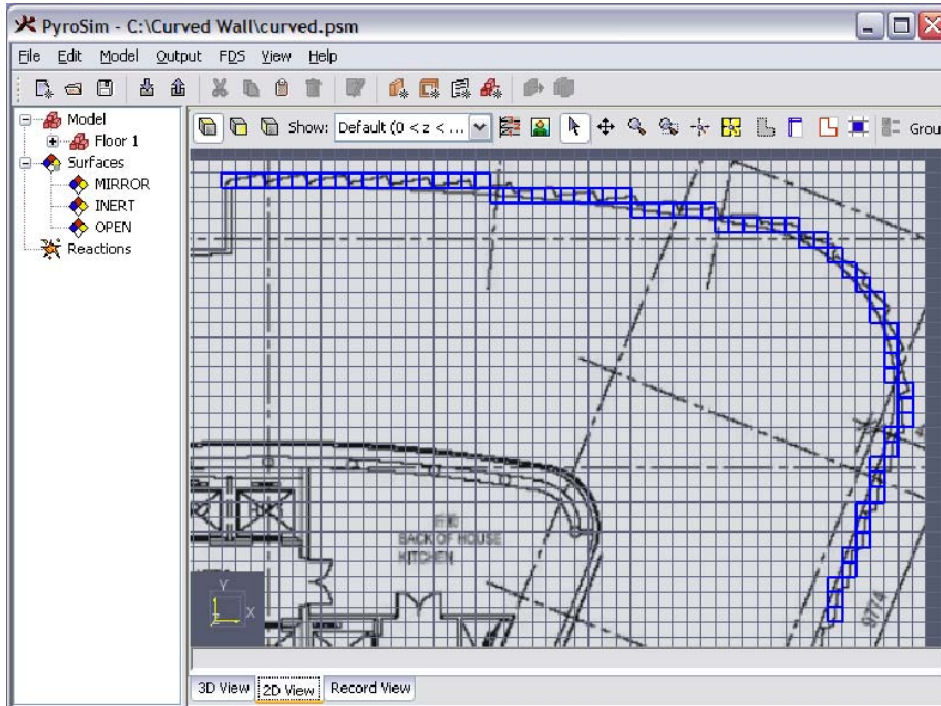 PyroSim - C:\Curved Wall\curved.psm
File Edit Model Output FDS View Help
Show: Default (0 < z < ... Grou
Model
Floor 1
Surfaces
MIRROR
INERT
OPEN
Reactions
BACK OF HOUSE
KITCHEN
9774
Y
Z X
3D View 2D View Record View